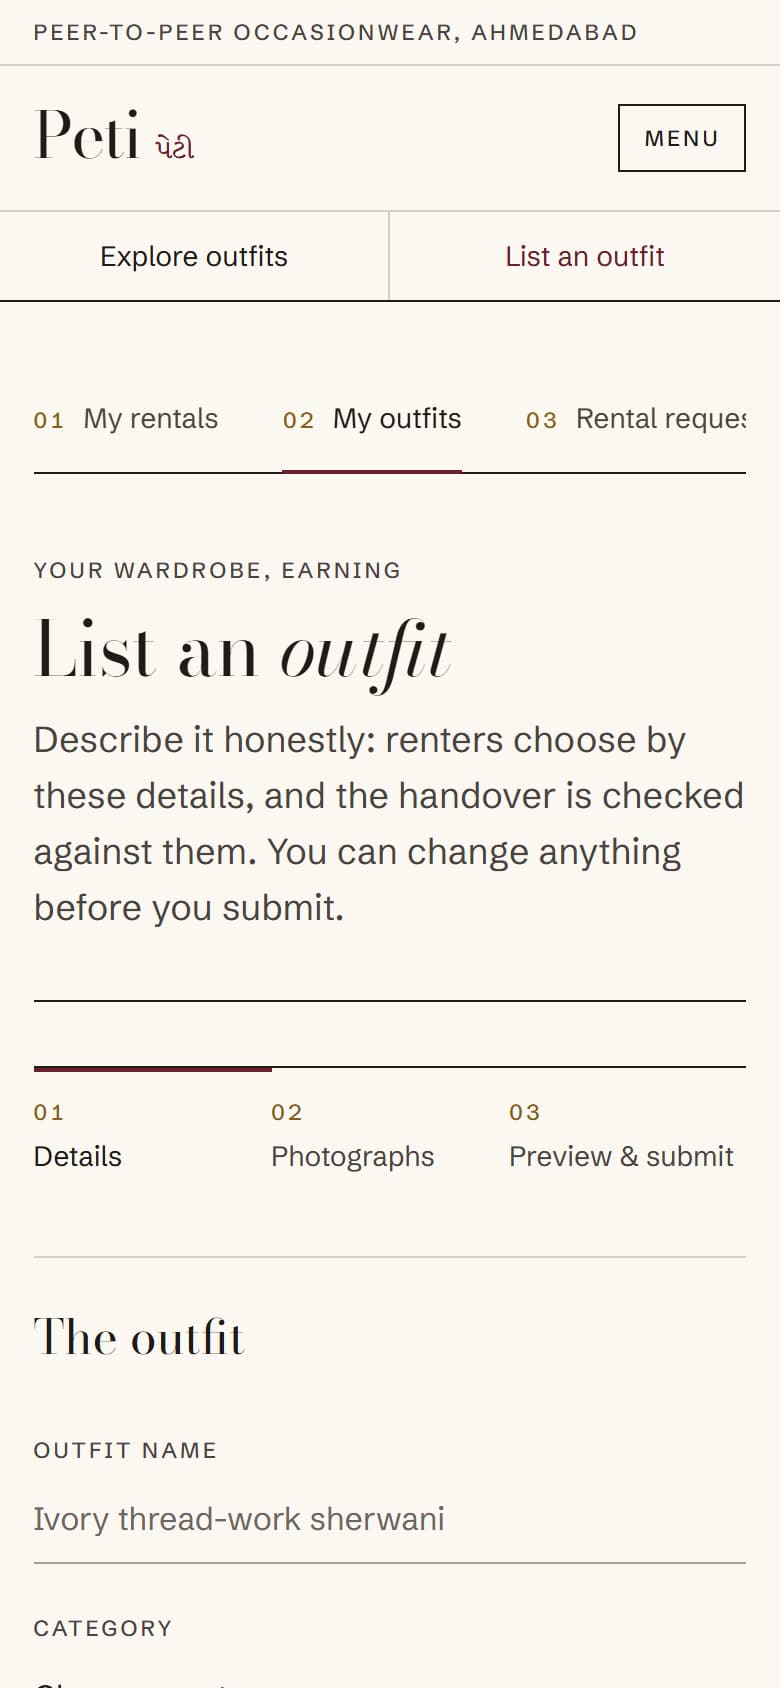 PEER-TO-PEER OCCASIONWEAR, AHMEDABAD
Peti પેટી
MENU
Explore outfits
List an outfit
01 My rentals
02 My outfits
03 Rental
YOUR WARDROBE, EARNING
List an outfit
Describe it honestly: renters choose by
these details, and the handover is checked
against them. You can change anything
before you submit.
01
Details
02
Photographs
03
Preview & submit
The outfit
OUTFIT NAME
Ivory thread-work sherwani
CATEGORY